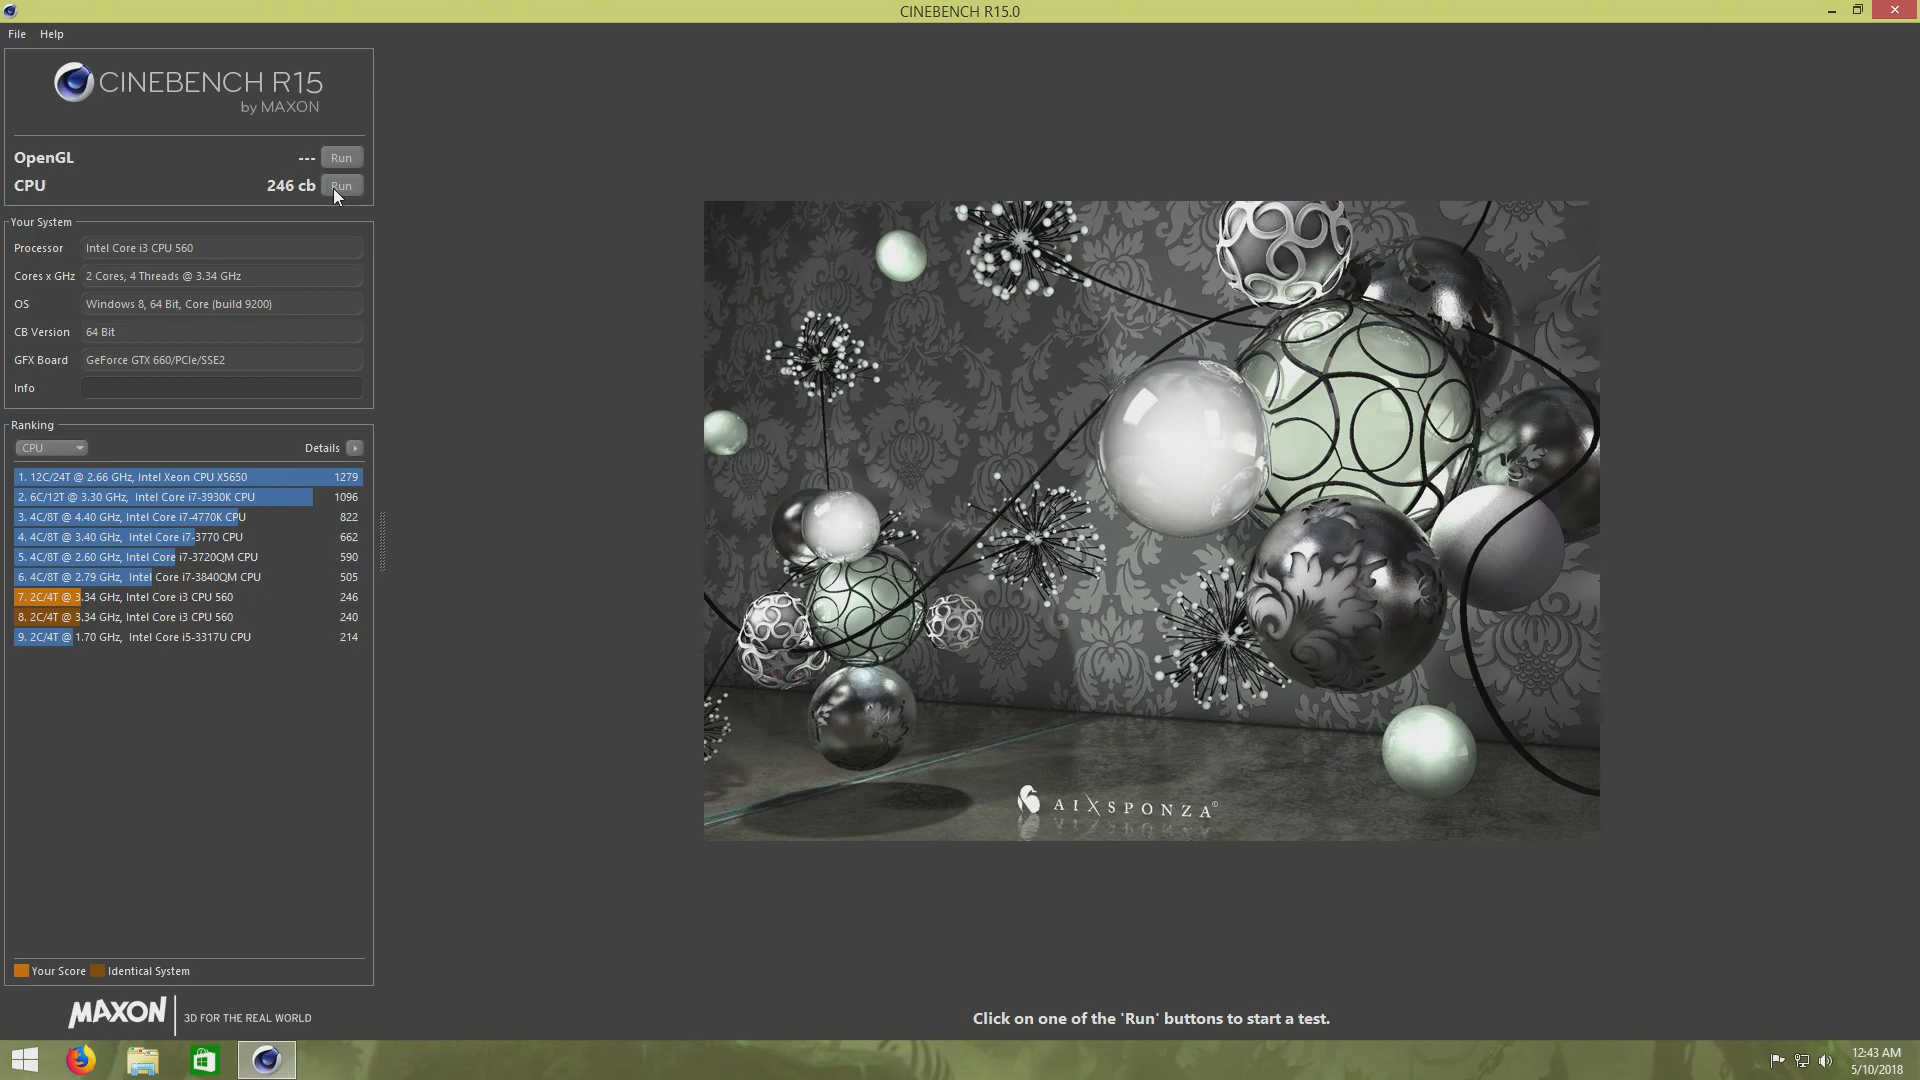 CINEBENCH R15.0
File Help
CINEBENCH R15
by MAXON
OpenGL --- Run
CPU 246 cb Run
Your System
Processor Intel Core i3 CPU 560
Cores x GHz 2 Cores, 4 Threads @ 3.34 GHz
OS Windows 8, 64 Bit, Core (build 9200)
CB Version 64 Bit
GFX Board GeForce GTX 660/PCIe/SSE2
Info
Ranking
CPU Details
1. 12C/24T @ 2.66 GHz, Intel Xeon CPU X5650 1279
2. 6C/12T @ 3.30 GHz, Intel Core i7-3930K CPU 1096
3. 4C/8T @ 4.40 GHz, Intel Core i7-4770K CPU 822
4. 4C/8T @ 3.40 GHz, Intel Core i7-3770 CPU 662
5. 4C/8T @ 2.60 GHz, Intel Core i7-3720QM CPU 590
6. 4C/8T @ 2.79 GHz, Intel Core i7-3840QM CPU 505
7. 2C/4T @ 3.34 GHz, Intel Core i3 CPU 560 246
8. 2C/4T @ 3.34 GHz, Intel Core i3 CPU 560 240
9. 2C/4T @ 1.70 GHz, Intel Core i5-3317U CPU 214
AIXSPONZA©
Your Score Identical System
MAXON 3D FOR THE REAL WORLD
Click on one of the 'Run' buttons to start a test.
12:43 AM
5/10/2018